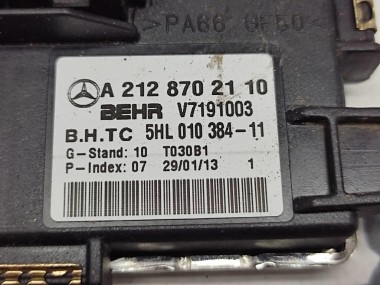 >PA66 GF50<
A 212 870 21 10
BEHR V7191003
B.H.TC 5HL 010 384-11
G-Stand: 10 T030B1
P-Index: 07 29/01/13 1